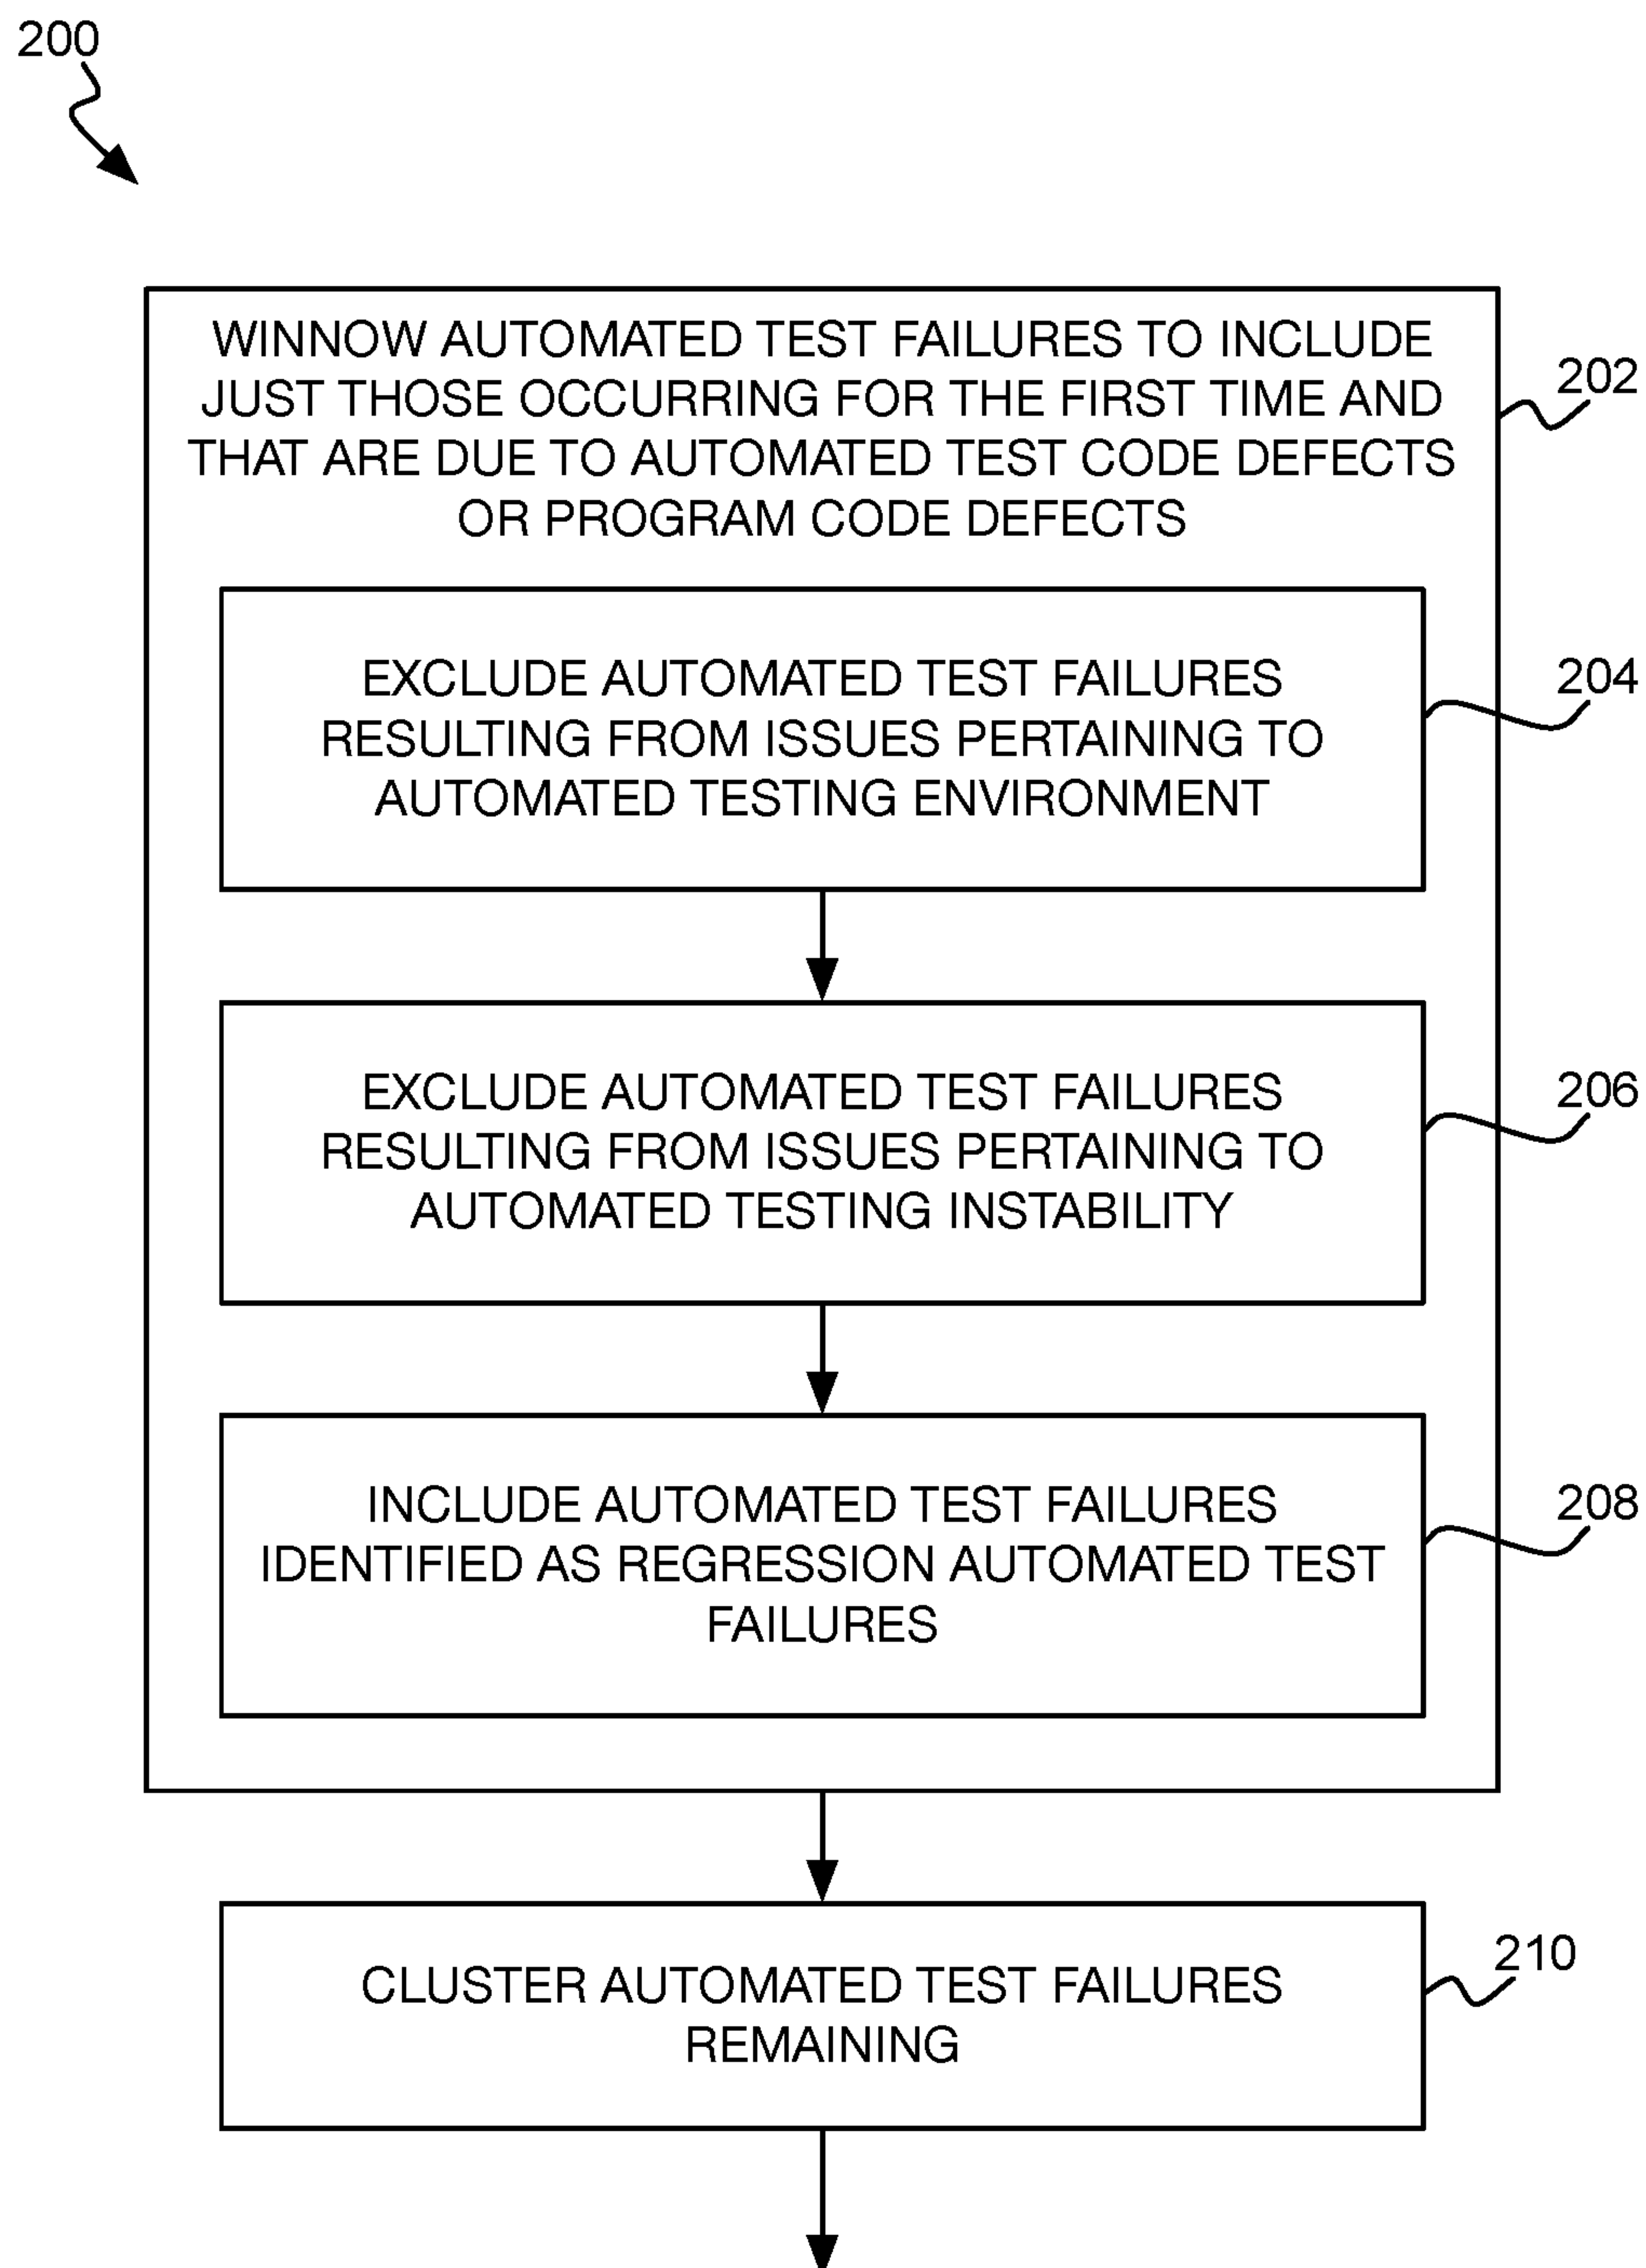 200
WINNOW AUTOMATED TEST FAILURES TO INCLUDE
JUST THOSE OCCURRING FOR THE FIRST TIME AND
THAT ARE DUE TO AUTOMATED TEST CODE DEFECTS
OR PROGRAM CODE DEFECTS
202
EXCLUDE AUTOMATED TEST FAILURES
RESULTING FROM ISSUES PERTAINING TO
AUTOMATED TESTING ENVIRONMENT
204
EXCLUDE AUTOMATED TEST FAILURES
RESULTING FROM ISSUES PERTAINING TO
AUTOMATED TESTING INSTABILITY
206
INCLUDE AUTOMATED TEST FAILURES
IDENTIFIED AS REGRESSION AUTOMATED TEST
FAILURES
208
CLUSTER AUTOMATED TEST FAILURES
REMAINING
210